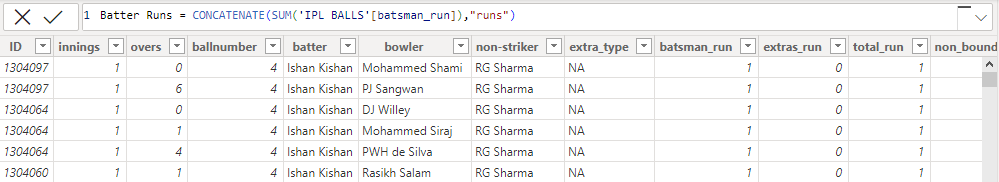 1 Batter Runs = CONCATENATE(SUM('IPL BALLS'[batsman_run]),"runs")
ID innings overs ballnumber batter bowler non-striker extra_type batsman_run extras_run total_run non_bound
1304097 1 0 4 Ishan Kishan Mohammed Shami RG Sharma NA 1 0 1
1304097 1 6 4 Ishan Kishan PJ Sangwan RG Sharma NA 1 0 1
1304064 1 0 4 Ishan Kishan DJ Willey RG Sharma NA 1 0 1
1304064 1 1 4 Ishan Kishan Mohammed Siraj RG Sharma NA 1 0 1
1304064 1 4 4 Ishan Kishan PWH de Silva RG Sharma NA 1 0 1
1304060 1 1 4 Ishan Kishan Rasikh Salam RG Sharma NA 1 0 1